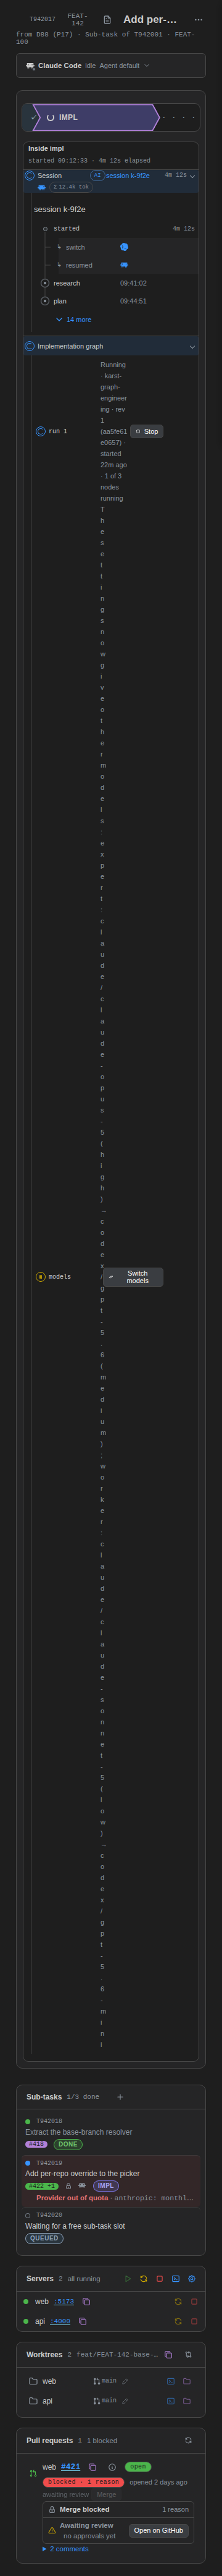 T942017
FEAT-142
Add per-…
from D88 (P17) · Sub-task of T942001 · FEAT-100
Claude Code idle Agent default
IMPL
Inside impl
started 09:12:33 · 4m 12s elapsed
Session
AI session k-9f2e
4m 12s
Σ 12.4k tok
session k-9f2e
started
4m 12s
↳ switch
↳ resumed
research 09:41:02
plan 09:44:51
14 more
Implementation graph
run 1
Running · karst-graph-engineering · rev 1 (aa5fe61e0657) · started 22m ago · 1 of 3 nodes running
Stop
models
The settings now give other models: expert: claude/claude-opus-5 (high) → codex/gpt-5.6 (medium); worker: claude/claude-sonnet-5 (low) → codex/gpt-5.6-mini
Switch models
Sub-tasks 1/3 done
T942018
Extract the base-branch resolver
#418 DONE
T942019
Add per-repo override to the picker
#422 +1 IMPL
Provider out of quota · anthropic: monthl…
T942020
Waiting for a free sub-task slot
QUEUED
Servers 2 all running
web :5173
api :4000
Worktrees 2 feat/FEAT-142-base-…
web main
api main
Pull requests 1 1 blocked
web #421 open
blocked · 1 reason opened 2 days ago
awaiting review Merge
Merge blocked 1 reason
Awaiting review
no approvals yet
Open on GitHub
2 comments